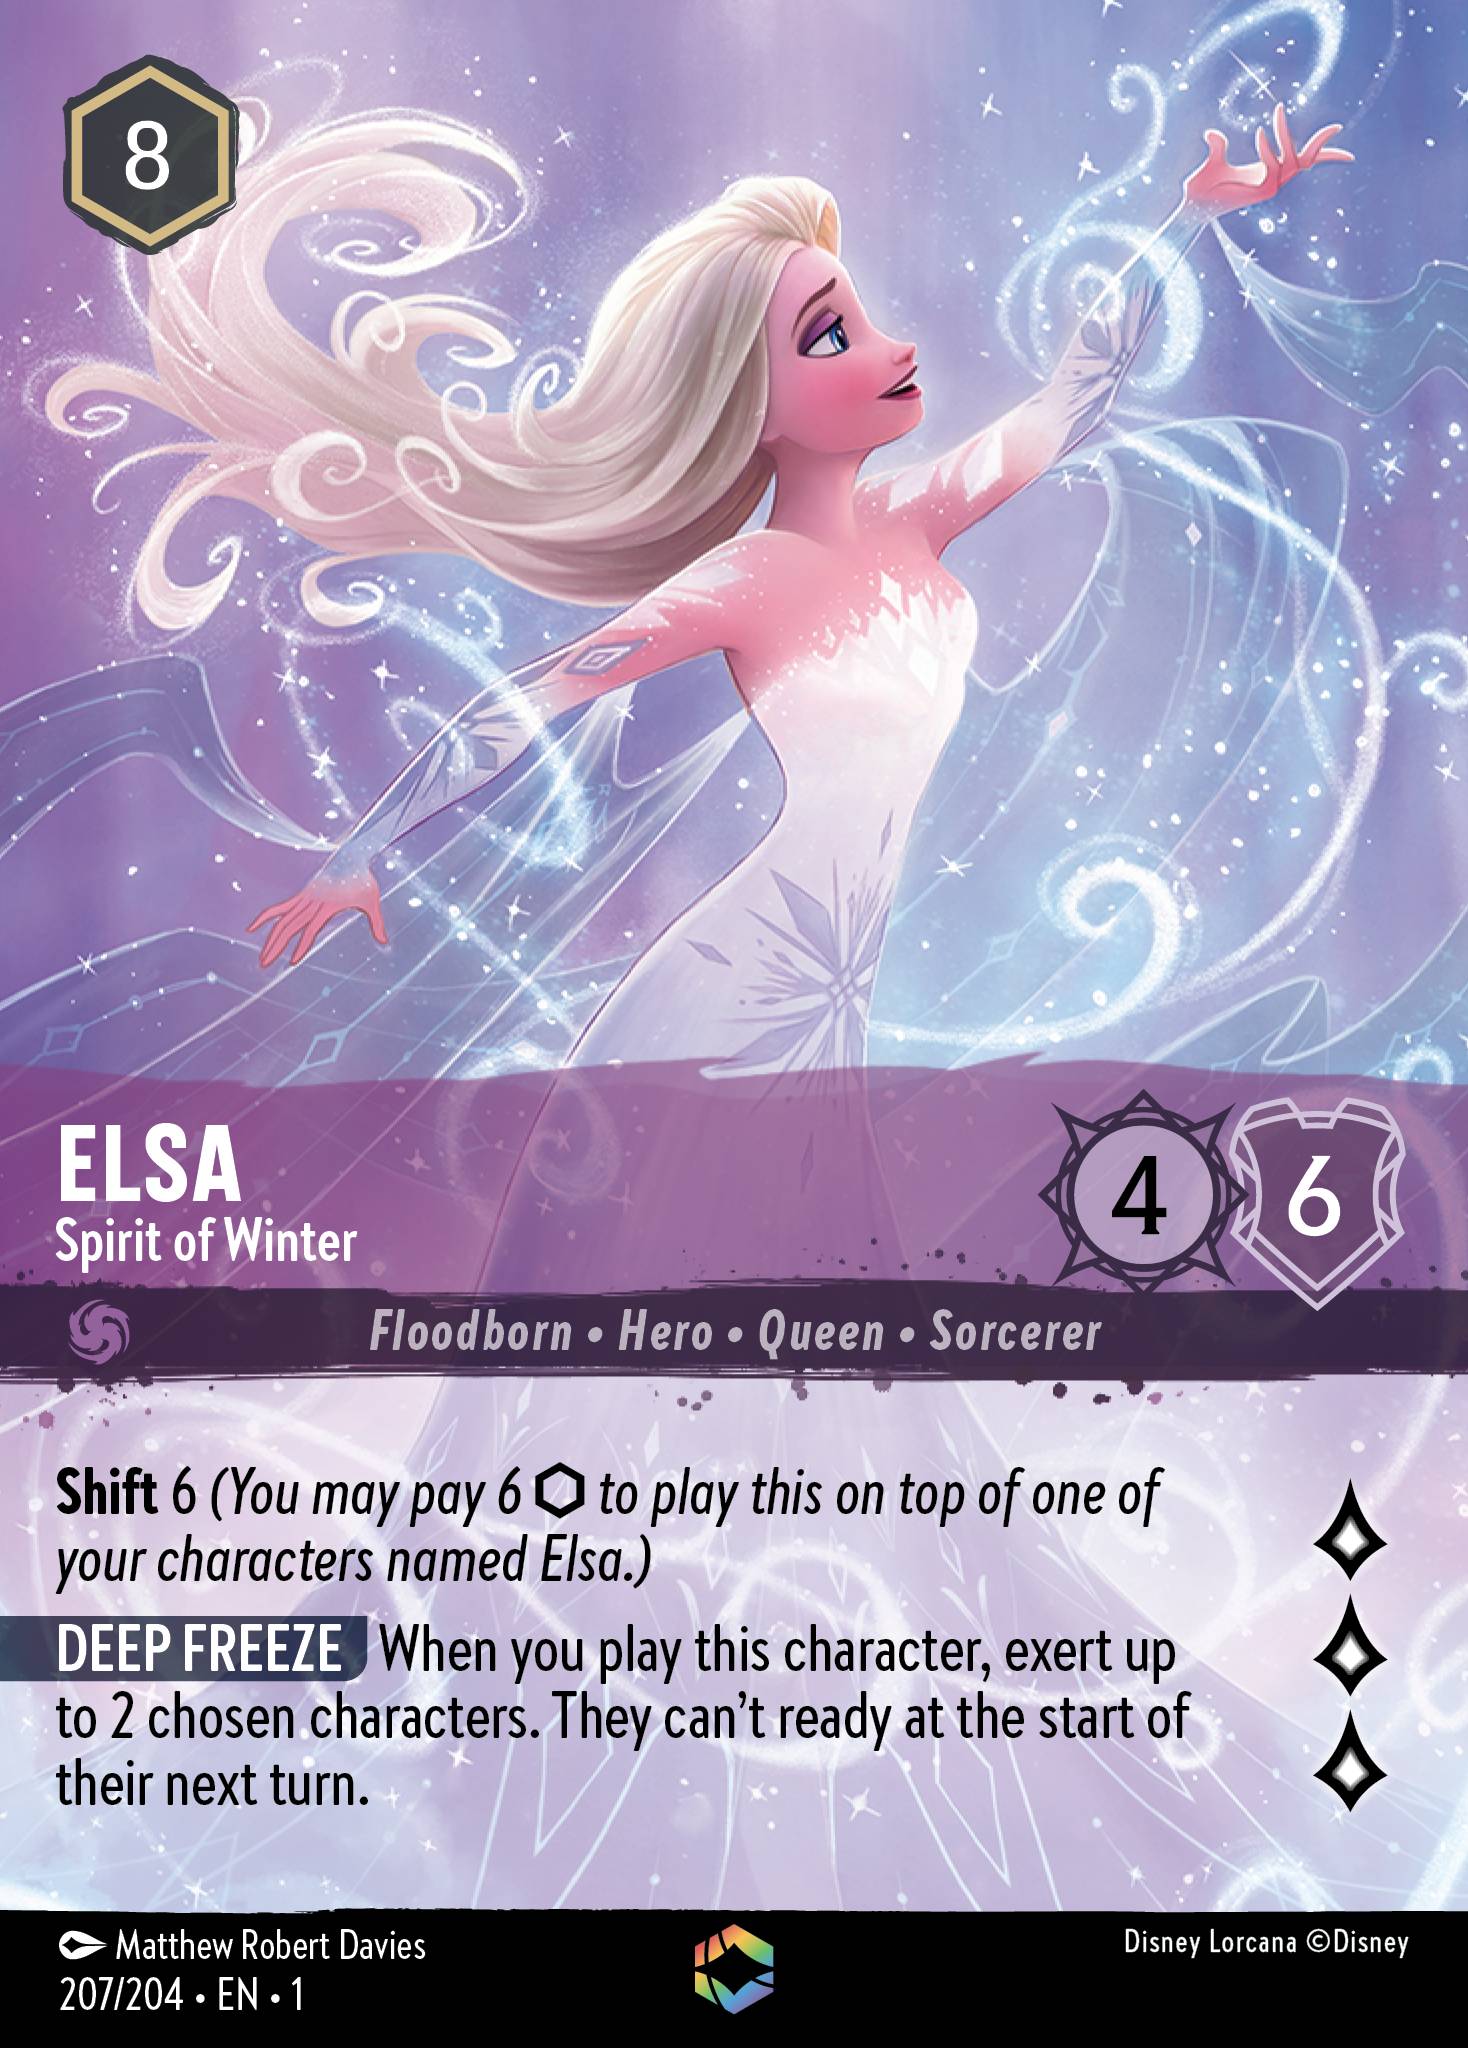 8
ELSA
Spirit of Winter
4 6
Floodborn • Hero • Queen • Sorcerer
Shift 6 (You may pay 6 ⬡ to play this on top of one of
your characters named Elsa.)
DEEP FREEZE When you play this character, exert up
to 2 chosen characters. They can’t ready at the start of
their next turn.
Matthew Robert Davies
207/204 • EN • 1
Disney Lorcana ©Disney